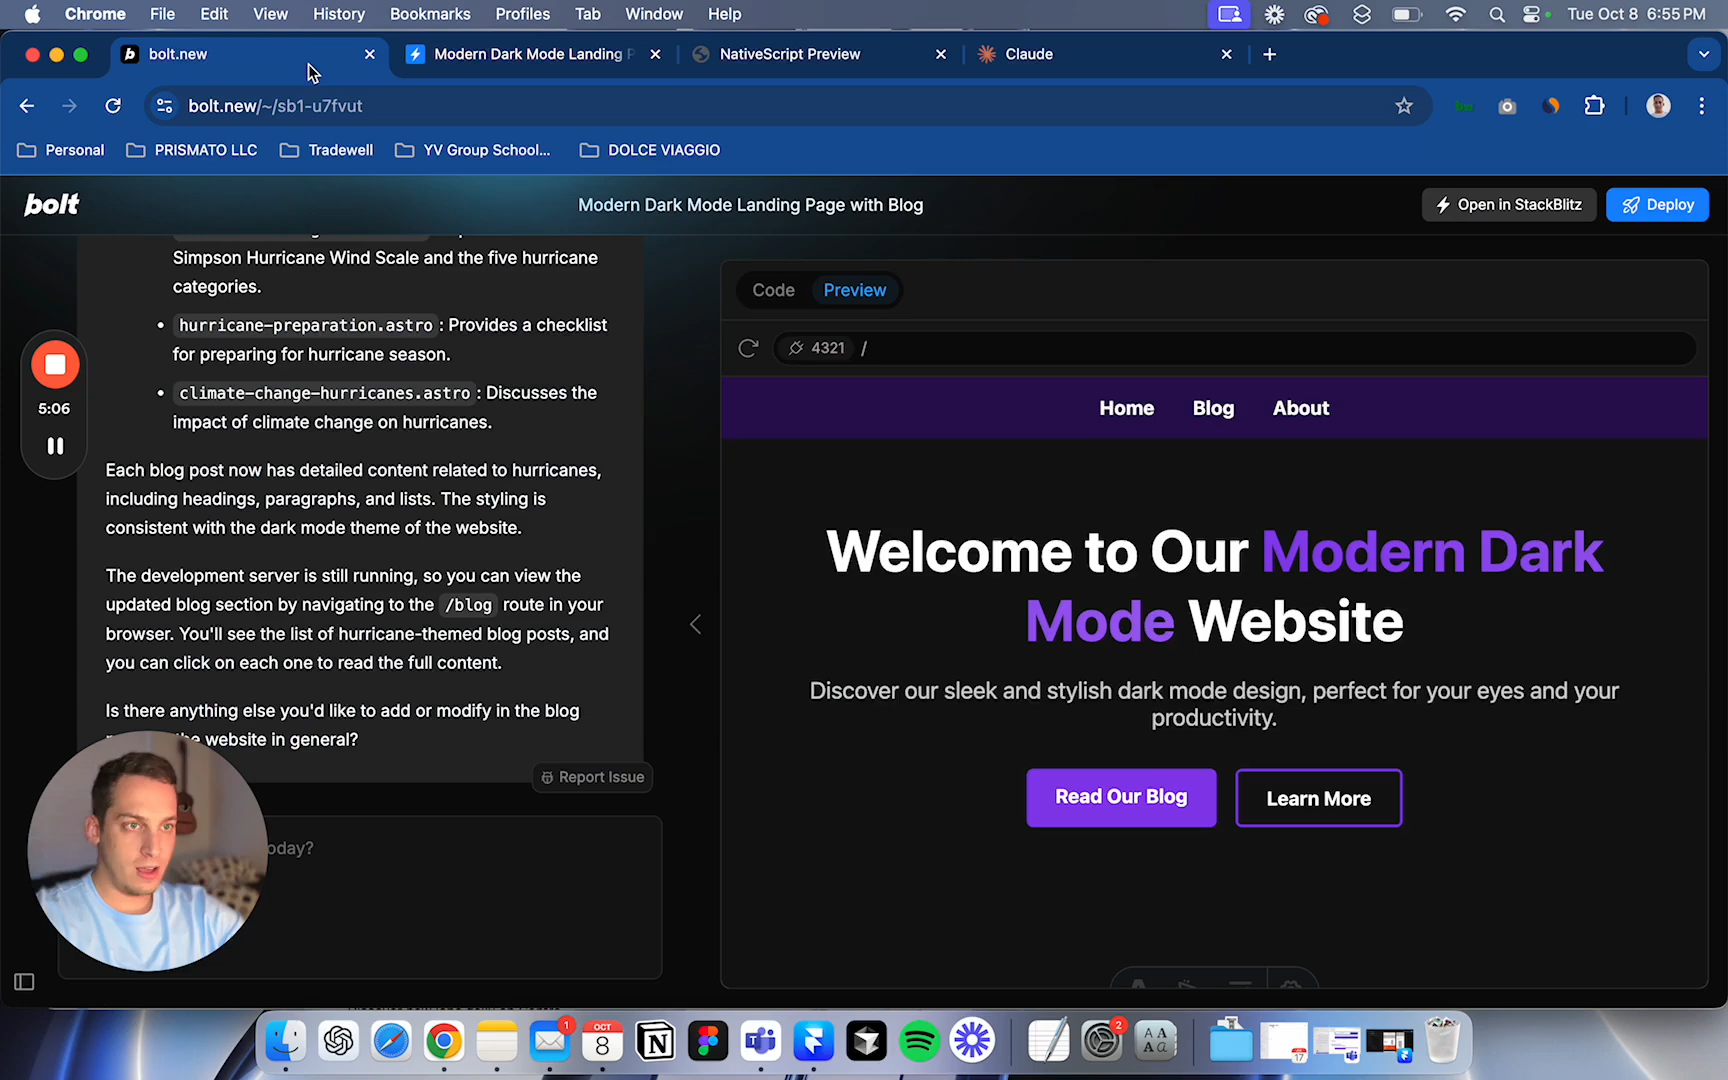 Chrome File Edit View History Bookmarks Profiles Tab Window Help Tue Oct 8 6:55 PM
bolt.new Modern Dark Mode Landing P NativeScript Preview Claude
bolt.new/~/sb1-u7fvut
Personal PRISMATO LLC Tradewell YV Group School... DOLCE VIAGGIO
bolt Modern Dark Mode Landing Page with Blog Open in StackBlitz Deploy
Simpson Hurricane Wind Scale and the five hurricane
categories.
• hurricane-preparation.astro : Provides a checklist
for preparing for hurricane season.
• climate-change-hurricanes.astro : Discusses the
impact of climate change on hurricanes.
Each blog post now has detailed content related to hurricanes,
including headings, paragraphs, and lists. The styling is
consistent with the dark mode theme of the website.
The development server is still running, so you can view the
updated blog section by navigating to the /blog route in your
browser. You'll see the list of hurricane-themed blog posts, and
you can click on each one to read the full content.
Is there anything else you'd like to add or modify in the blog
website in general?
Report Issue
oday?
5:06
Code Preview
4321 /
Home Blog About
Welcome to Our Modern Dark
Mode Website
Discover our sleek and stylish dark mode design, perfect for your eyes and your
productivity.
Read Our Blog Learn More
1
OCT
8
2
17